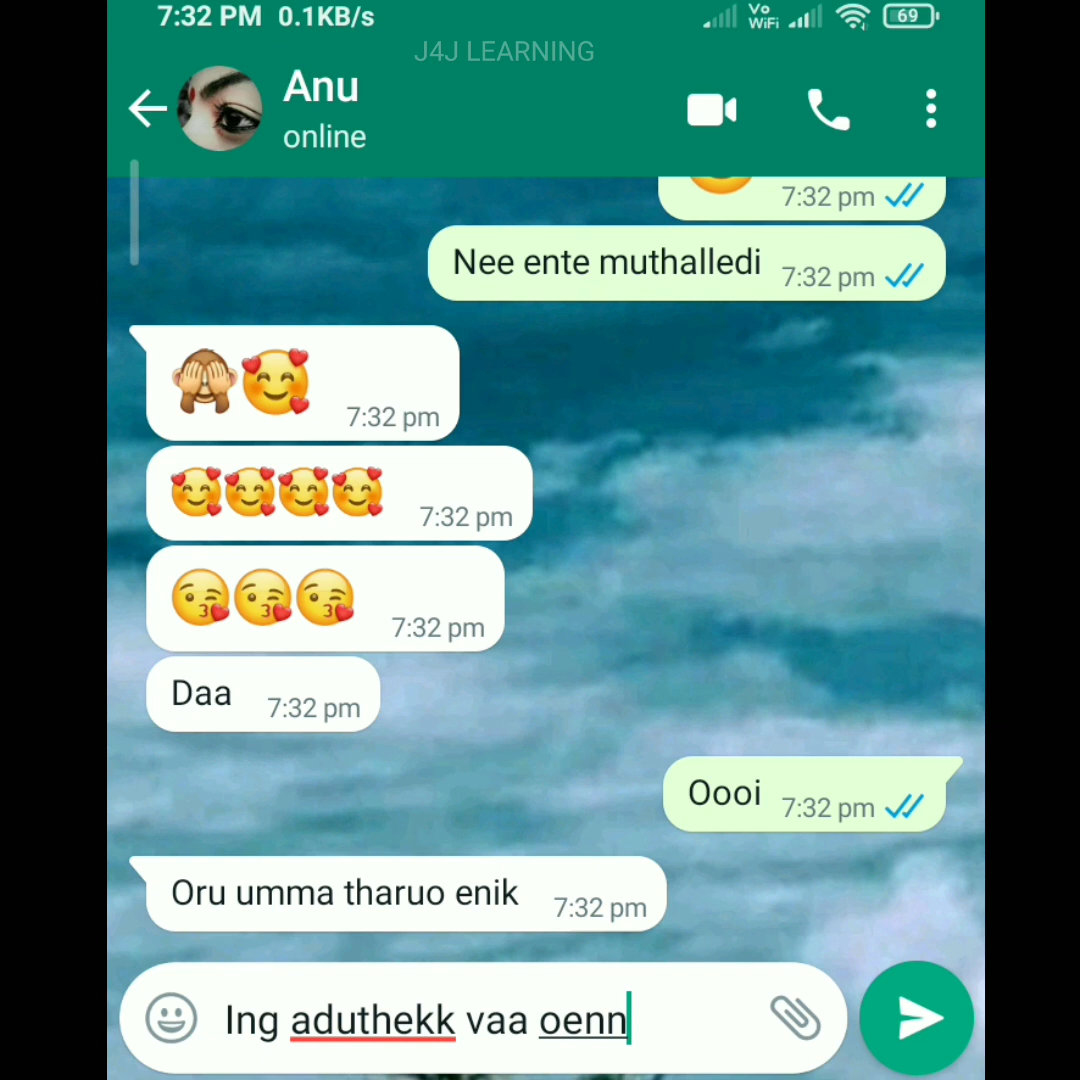 7:32 PM 0.1KB/s Vo WiFi 69
J4J LEARNING
Anu
online
7:32 pm
Nee ente muthalledi 7:32 pm
🙈🥰 7:32 pm
🥰🥰🥰🥰 7:32 pm
😘😘😘 7:32 pm
Daa 7:32 pm
Oooi 7:32 pm
Oru umma tharuo enik 7:32 pm
Ing aduthekk vaa oenn